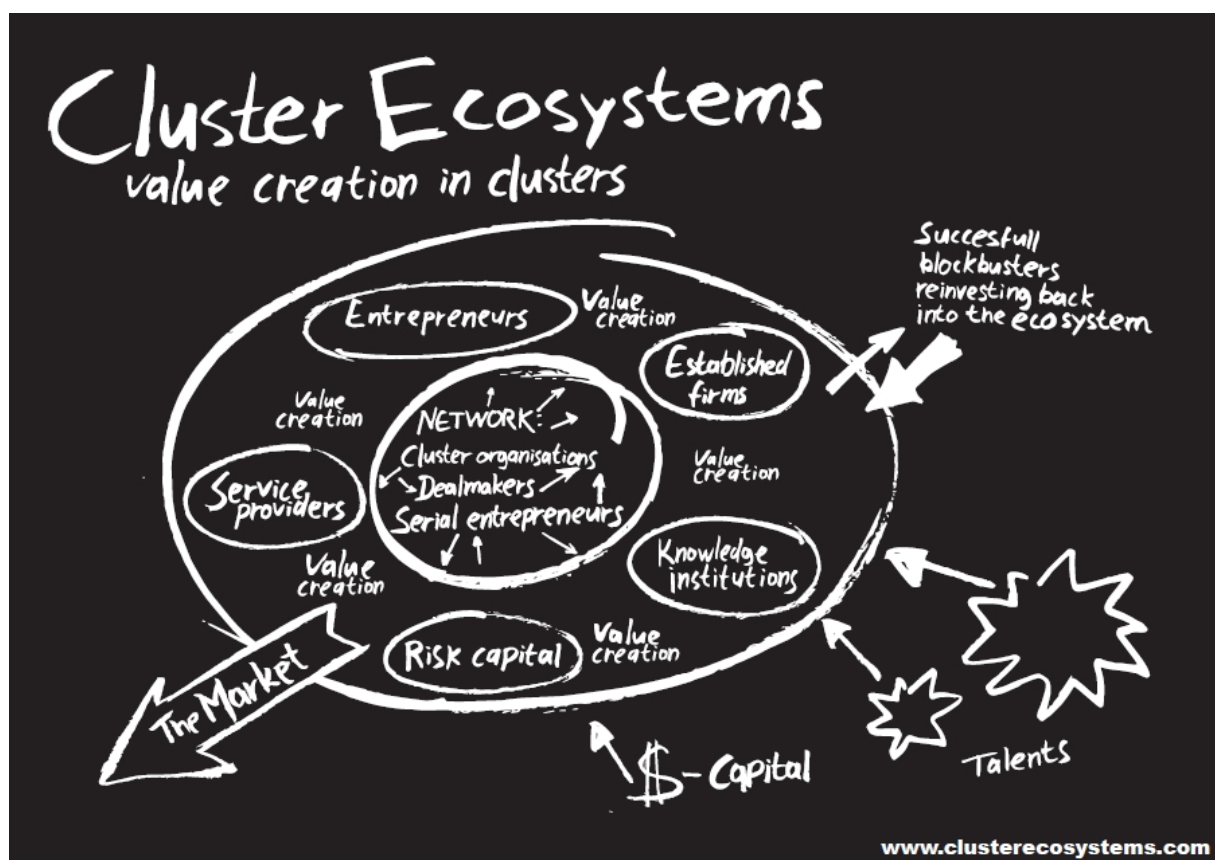 Cluster Ecosystems
value creation in clusters
Succesfull
blockbusters
reinvesting back
into the ecosystem
Entrepreneurs
Value
creation
Established
firms
Value
creation
NETWORK:
Cluster organisations
Dealmakers
Serial entrepreneurs
Value
creation
Service
providers
Knowledge
institutions
Value
creation
Risk capital
Value
creation
The Market
$-Capital
Talents
www.clusterecosystems.com